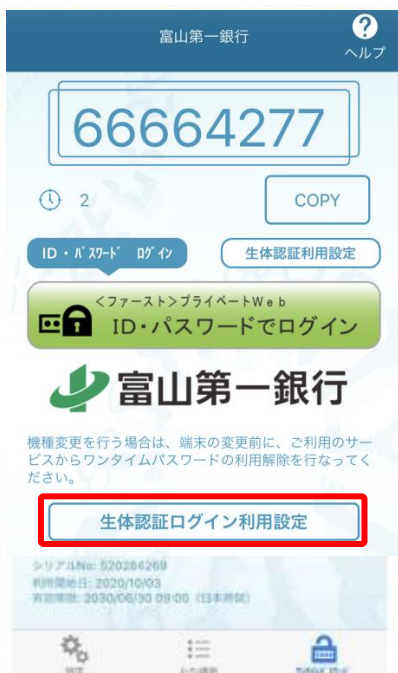 富山第一銀行
?
ヘルプ
66664277
2
COPY
ID・パスワード ログイン
生体認証利用設定
<ファースト>プライベートWeb
ID・パスワードでログイン
富山第一銀行
機種変更を行う場合は、端末の変更前に、ご利用のサー
ビスからワンタイムパスワードの利用解除を行なってく
ださい。
生体認証ログイン利用設定
シリアルNo: 520284269
利用開始日: 2020/10/03
有効期限: 2030/06/30 09:00 (日本時間)